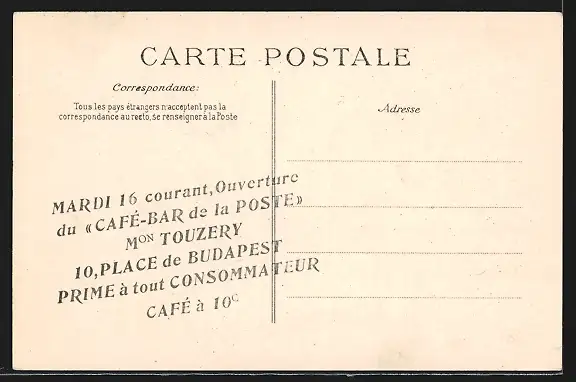 CARTE POSTALE
Correspondance:
Tous les pays étrangers n'acceptent pas la
correspondance au recto, se renseigner à la Poste
Adresse
MARDI 16 courant, Ouverture
du «CAFÉ-BAR de la POSTE»
MON TOUZERY
10, PLACE de BUDAPEST
PRIME à tout CONSOMMATEUR
CAFÉ à 10c